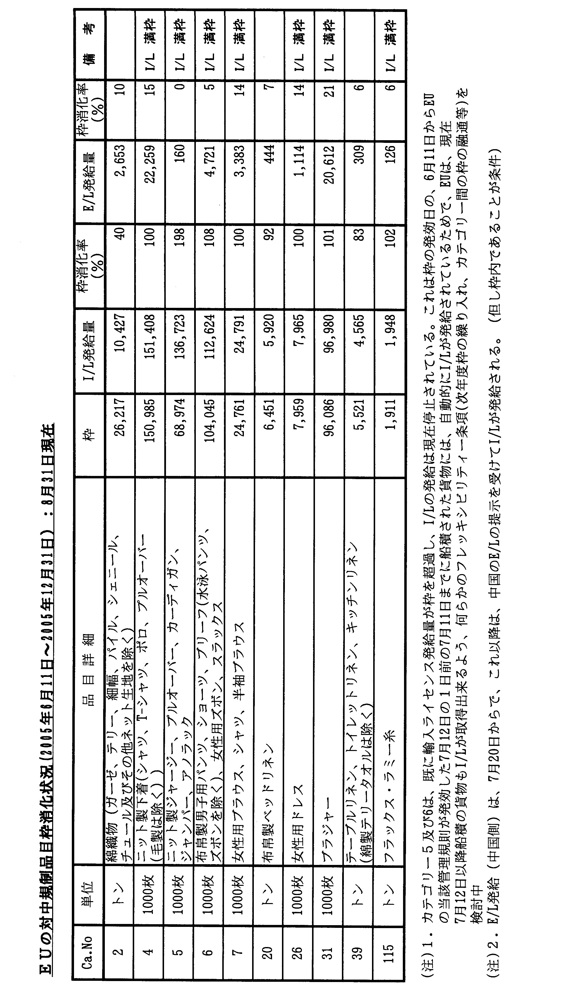 ＥＵの対中規制品目枠消化状況(2005年6月11日～2005年12月31日)：8月31日現在
Ca.No 単位 品目詳細 枠 I/L発給量 枠消化率(%) E/L発給量 枠消化率(%) 備考
2 トン 綿織物（ガーゼ、テリー、細幅、パイル、シェニール、 26,217 10,427 40 2,653 10
チュール及びその他ネット生地を除く)
4 1000枚 ニット製下着(シャツ、T-シャツ、ポロ、プルオーバー 150,985 151,408 100 22,259 15 I/L 満枠
(毛製は除く))
5 1000枚 ニット製ジャージー、プルオーバー、カーディガン、 68,974 136,723 198 160 0 I/L 満枠
ジャンパー、アノラック
6 1000枚 布帛製男子用パンツ、ショーツ、ブリーフ(水泳パンツ、 104,045 112,624 108 4,721 5 I/L 満枠
ズボンを除く)、女性用ズボン、スラックス
7 1000枚 女性用ブラウス、シャツ、半袖ブラウス 24,761 24,791 100 3,383 14 I/L 満枠
20 トン 布帛製ベッドリネン 6,451 5,920 92 444 7
26 1000枚 女性用ドレス 7,959 7,965 100 1,114 14 I/L 満枠
31 1000枚 ブラジャー 96,086 96,980 101 20,612 21 I/L 満枠
39 トン テーブルリネン、トイレットリネン、キッチンリネン 5,521 4,565 83 309 6
(綿製テリータオルは除く)
115 トン フラックス・ラミー糸 1,911 1,948 102 126 6 I/L 満枠
(注)１．カテゴリー５及び6は、既に輸入ライセンス発給量が枠を超過し、I/Lの発給は現在停止されている。これは枠の発効日の、6月11日からEU
の当該管理規則が発効した7月12日の１日前の7月11日までに船積された貨物には、自動的にI/Lが発給されているためで、EUは、現在
7月12日以降船積の貨物もI/Lが取得出来るよう、何らかのフレッキシビリティー条項(次年度枠の繰り入れ、カテゴリー間の枠の融通等)を
検討中
(注)２．E/L発給（中国側）は、7月20日からで、これ以降は、中国のE/Lの提示を受けてI/Lが発給される。（但し枠内であることが条件）